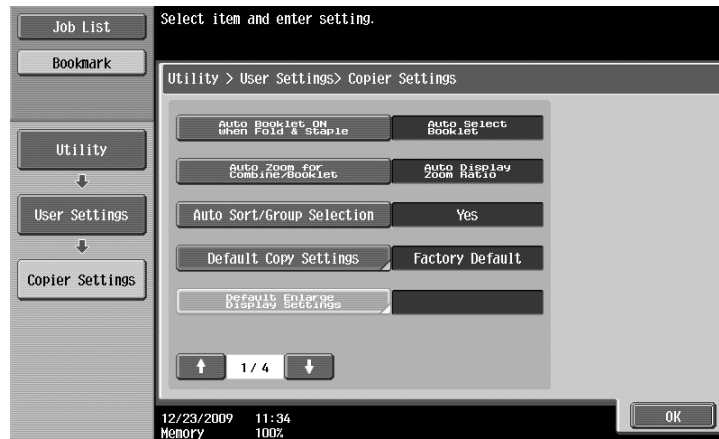 Job List
Bookmark
Select item and enter setting.
Utility > User Settings> Copier Settings
Utility
User Settings
Copier Settings
Auto Booklet ON
when Fold & Staple
Auto Select
Booklet
Auto Zoom for
Combine/Booklet
Auto Display
Zoom Ratio
Auto Sort/Group Selection
Yes
Default Copy Settings
Factory Default
Default Enlarge
Display Settings
1/ 4
12/23/2009 11:34
Memory 100%
OK